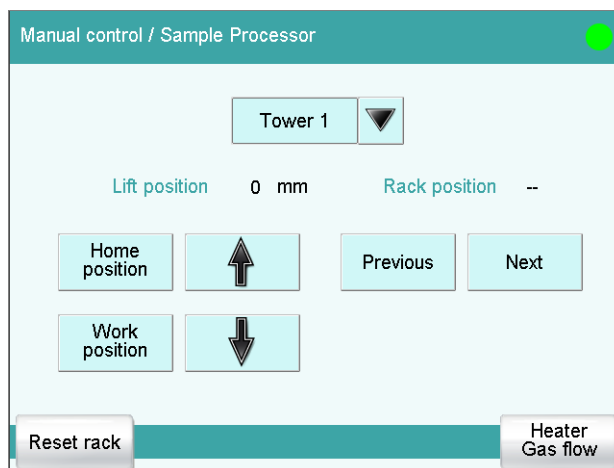 Manual control / Sample Processor
Tower 1
Lift position 0 mm Rack position --
Home
position
Previous Next
Work
position
Reset rack
Heater
Gas flow